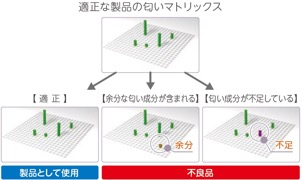 適正な製品の匂いマトリックス
【 適 正 】
【余分な匂い成分が含まれる】
【匂い成分が不足している】
余分
不足
製品として使用
不良品